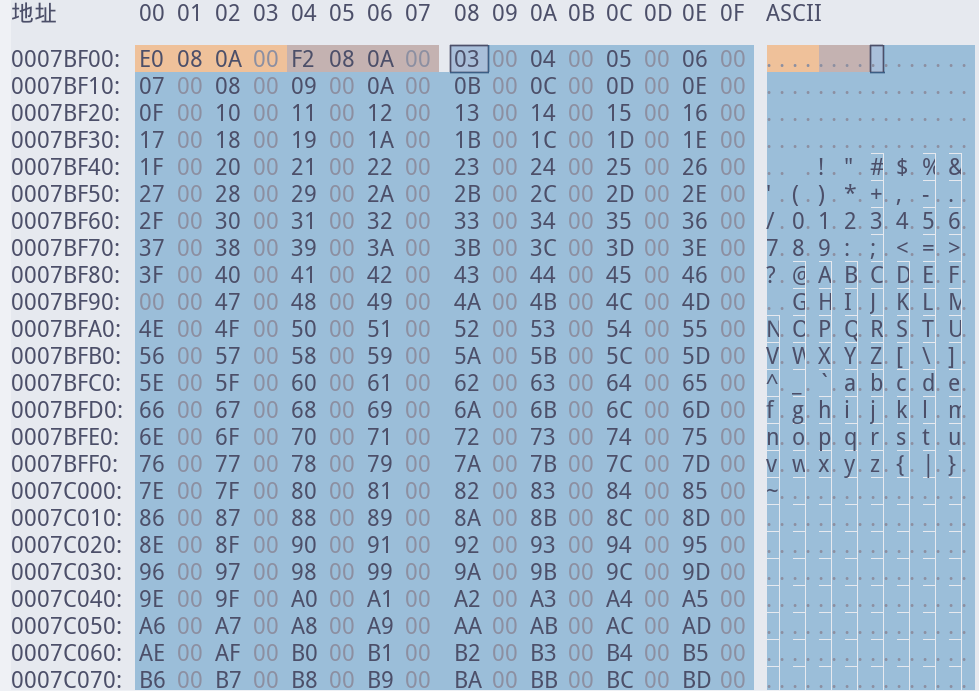 地址 00 01 02 03 04 05 06 07 08 09 0A 0B 0C 0D 0E 0F ASCII
0007BF00: E0 08 0A 00 F2 08 0A 00 03 00 04 00 05 00 06 00 ................
0007BF10: 07 00 08 00 09 00 0A 00 0B 00 0C 00 0D 00 0E 00 ................
0007BF20: 0F 00 10 00 11 00 12 00 13 00 14 00 15 00 16 00 ................
0007BF30: 17 00 18 00 19 00 1A 00 1B 00 1C 00 1D 00 1E 00 ................
0007BF40: 1F 00 20 00 21 00 22 00 23 00 24 00 25 00 26 00 .. .!.".#.$.%.&.
0007BF50: 27 00 28 00 29 00 2A 00 2B 00 2C 00 2D 00 2E 00 '.(.).*.+.,.-...
0007BF60: 2F 00 30 00 31 00 32 00 33 00 34 00 35 00 36 00 /.0.1.2.3.4.5.6.
0007BF70: 37 00 38 00 39 00 3A 00 3B 00 3C 00 3D 00 3E 00 7.8.9.:.;.<.=.>.
0007BF80: 3F 00 40 00 41 00 42 00 43 00 44 00 45 00 46 00 ?.@.A.B.C.D.E.F.
0007BF90: 00 00 47 00 48 00 49 00 4A 00 4B 00 4C 00 4D 00 ..G.H.I.J.K.L.M.
0007BFA0: 4E 00 4F 00 50 00 51 00 52 00 53 00 54 00 55 00 N.O.P.Q.R.S.T.U.
0007BFB0: 56 00 57 00 58 00 59 00 5A 00 5B 00 5C 00 5D 00 V.W.X.Y.Z.[.\.].
0007BFC0: 5E 00 5F 00 60 00 61 00 62 00 63 00 64 00 65 00 ^._.`.a.b.c.d.e.
0007BFD0: 66 00 67 00 68 00 69 00 6A 00 6B 00 6C 00 6D 00 f.g.h.i.j.k.l.m.
0007BFE0: 6E 00 6F 00 70 00 71 00 72 00 73 00 74 00 75 00 n.o.p.q.r.s.t.u.
0007BFF0: 76 00 77 00 78 00 79 00 7A 00 7B 00 7C 00 7D 00 v.w.x.y.z.{.|.}.
0007C000: 7E 00 7F 00 80 00 81 00 82 00 83 00 84 00 85 00 ~...............
0007C010: 86 00 87 00 88 00 89 00 8A 00 8B 00 8C 00 8D 00 ................
0007C020: 8E 00 8F 00 90 00 91 00 92 00 93 00 94 00 95 00 ................
0007C030: 96 00 97 00 98 00 99 00 9A 00 9B 00 9C 00 9D 00 ................
0007C040: 9E 00 9F 00 A0 00 A1 00 A2 00 A3 00 A4 00 A5 00 ................
0007C050: A6 00 A7 00 A8 00 A9 00 AA 00 AB 00 AC 00 AD 00 ................
0007C060: AE 00 AF 00 B0 00 B1 00 B2 00 B3 00 B4 00 B5 00 ................
0007C070: B6 00 B7 00 B8 00 B9 00 BA 00 BB 00 BC 00 BD 00 ................